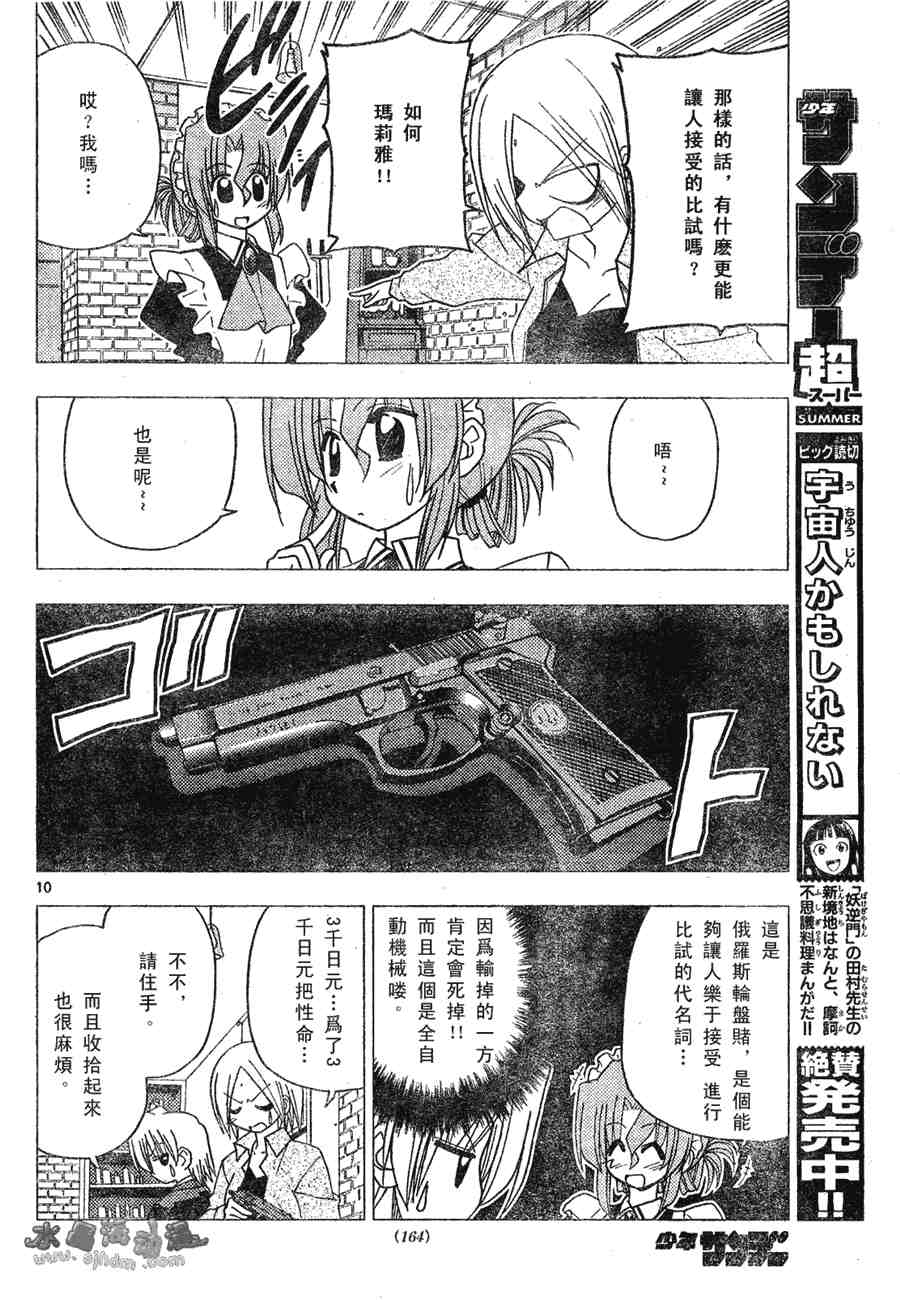 那樣的話，有什麽更能
讓人接受的比試嗎？
如何
瑪莉雅!!
哎？我嗎…
唔~
也是呢~
ゴト
10
這是
俄羅斯輪盤賭，是個能
夠讓人樂于接受 進行
比試的代名詞…
因爲輸掉的一方
肯定會死掉!!
而且這個是全自
動機械喽。
3千日元…爲了3
千日元把性命…
不不，
請住手。
而且收拾起來
也很麻煩。
(164)
少年サンデー
少年
サンデー
超
スーパー
SUMMER
ビッグ読切
宇宙人かもしれない
「妖逆門」の田村先生の
新境地はなんと、摩訶
不思議料理まんがだ!!
絶賛
発売中!!
www.sjhdm.com